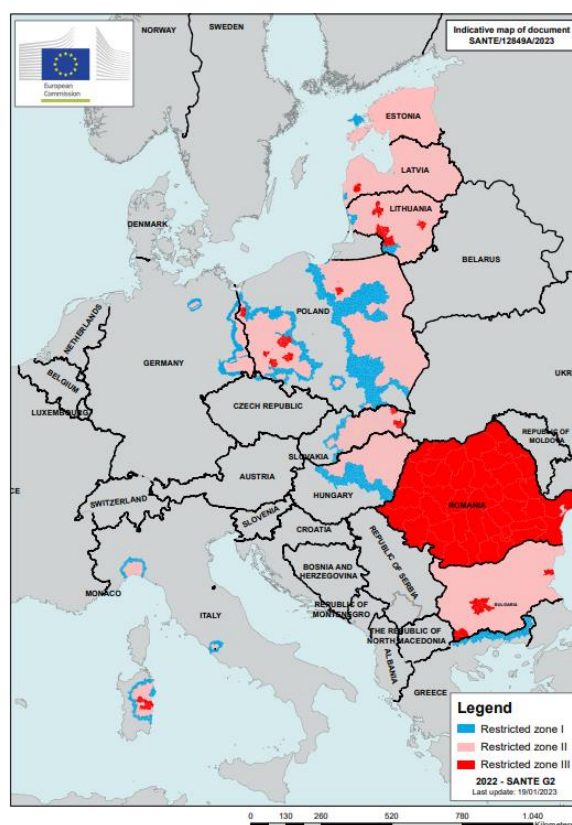 Indicative map of document
SANTE/12849A/2023
European
Commission
NORWAY
SWEDEN
ESTONIA
LATVIA
LITHUANIA
DENMARK
BELARUS
POLAND
NETHERLANDS
GERMANY
BELGIUM
LUXEMBOURG
UKR
CZECH REPUBLIC
REPUBLIC OF
MOLDOVA
SLOVAKIA
AUSTRIA
HUNGARY
CE
SWITZERLAND
ROMANIA
SLOVENIA
CROATIA
BOSNIA AND
HERZEGOVINA
REPUBLIC OF SERBIA
MONACO
ITALY
REPUBLIC OF
MONTENEGRO
BULGARIA
THE REPUBLIC OF
NORTH MACEDONIA
ALBANIA
GREECE
Legend
Restricted zone I
Restricted zone II
Restricted zone III
2022 - SANTE G2
Last update: 19/01/2023
0 130 260 520 780 1.040
Kilometers